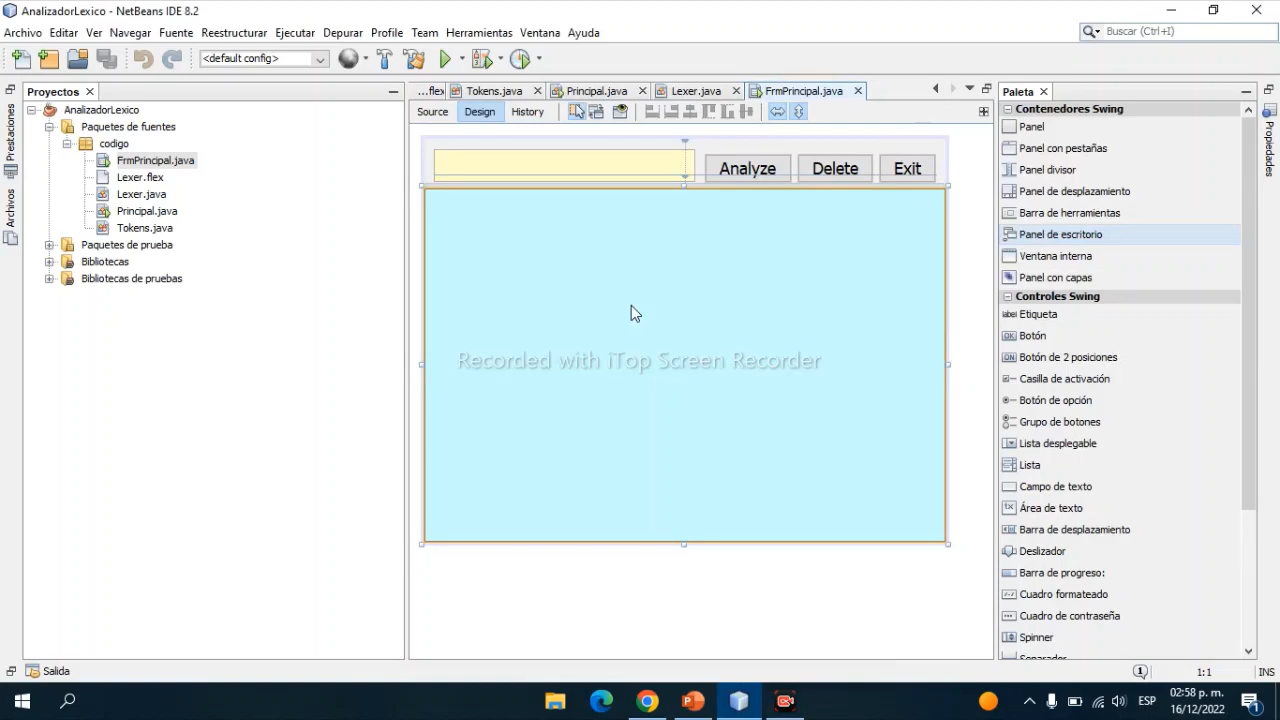 AnalizadorLexico - NetBeans IDE 8.2
Archivo Editar Ver Navegar Fuente Reestructurar Ejecutar Depurar Profile Team Herramientas Ventana Ayuda
Buscar (Ctrl+I)
<default config>
Proyectos
...flex Tokens.java Principal.java Lexer.java FrmPrincipal.java
Paleta
Source Design History
Prestaciones
Archivos
Propiedades
AnalizadorLexico
Paquetes de fuentes
codigo
FrmPrincipal.java
Lexer.flex
Lexer.java
Principal.java
Tokens.java
Paquetes de prueba
Bibliotecas
Bibliotecas de pruebas
Analyze Delete Exit
Recorded with iTop Screen Recorder
Contenedores Swing
Panel
Panel con pestañas
Panel divisor
Panel de desplazamiento
Barra de herramientas
Panel de escritorio
Ventana interna
Panel con capas
Controles Swing
label Etiqueta
OK Botón
ON Botón de 2 posiciones
Casilla de activación
Botón de opción
Grupo de botones
Lista desplegable
Lista
Campo de texto
Área de texto
Barra de desplazamiento
Deslizador
Barra de progreso:
Cuadro formateado
Cuadro de contraseña
Spinner
Separador
Salida
1
1:1
INS
ESP
02:58 p. m.
16/12/2022
1